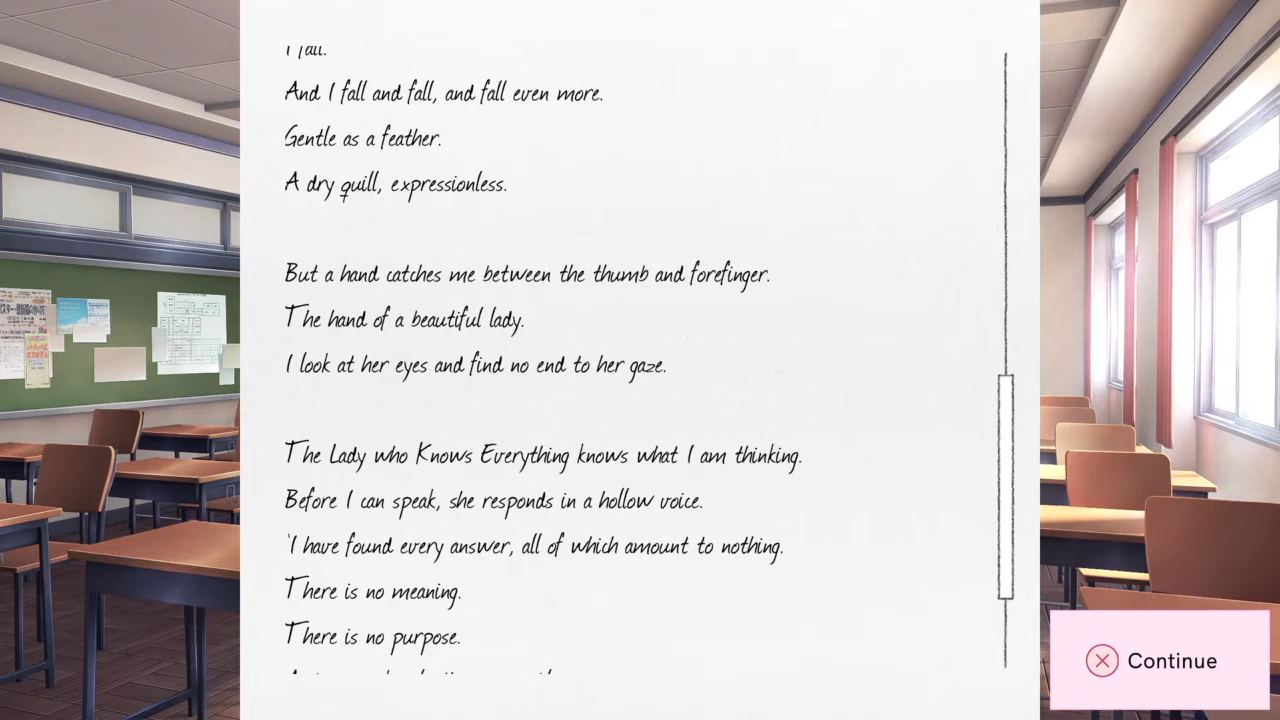 I fall.
And I fall and fall, and fall even more.
Gentle as a feather.
A dry quill, expressionless.
But a hand catches me between the thumb and forefinger.
The hand of a beautiful lady.
I look at her eyes and find no end to her gaze.
The Lady who Knows Everything knows what I am thinking.
Before I can speak, she responds in a hollow voice.
'I have found every answer, all of which amount to nothing.
There is no meaning.
There is no purpose.
Continue